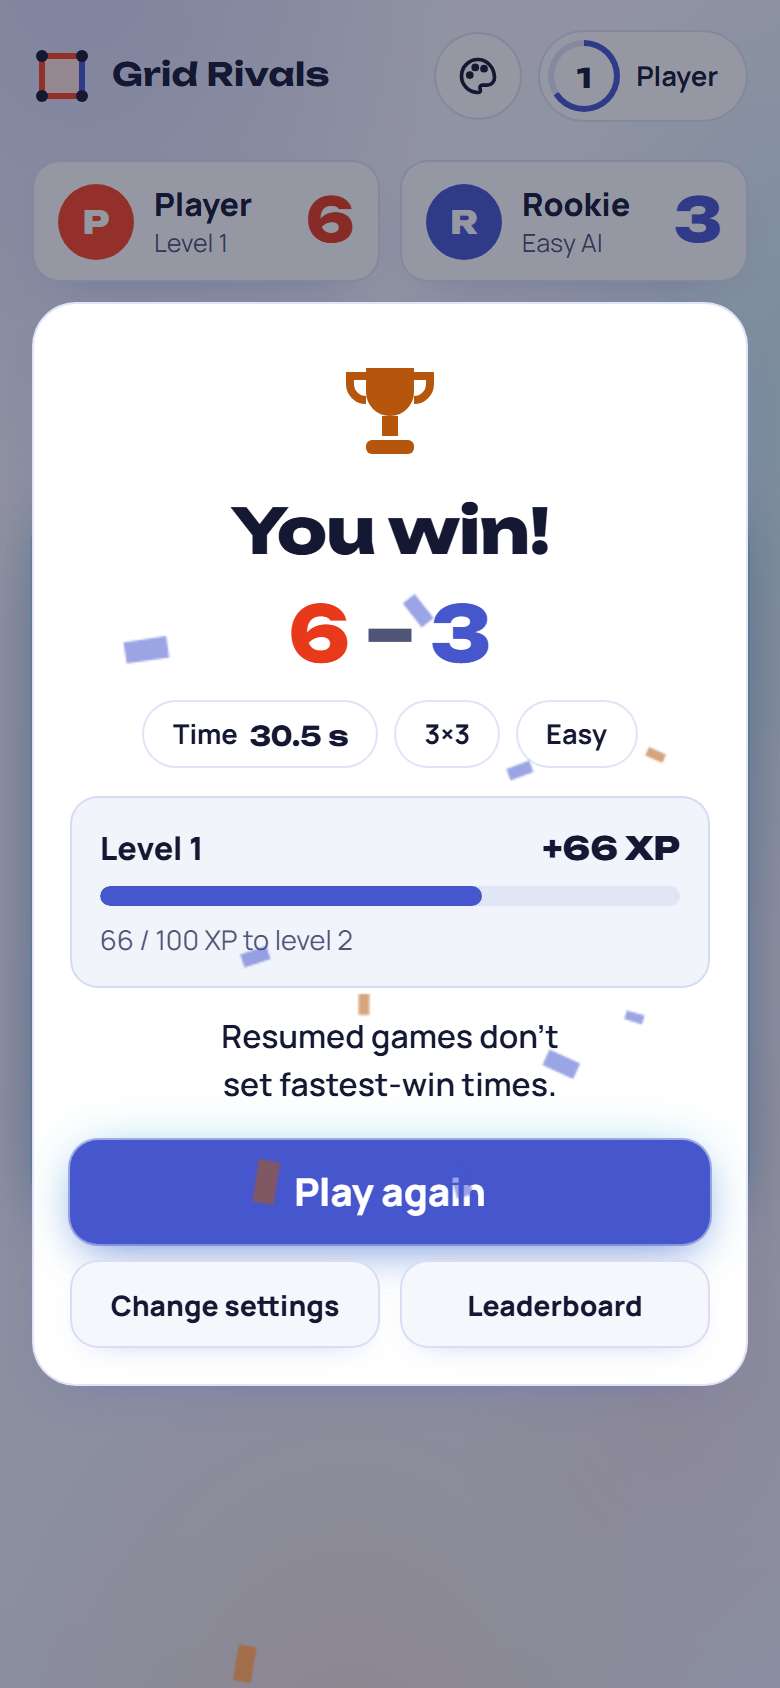 Grid Rivals
1 Player
P Player 6
Level 1
R Rookie 3
Easy AI
You win!
6 – 3
Time 30.5 s
3×3
Easy
Level 1 +66 XP
66 / 100 XP to level 2
Resumed games don’t
set fastest-win times.
Play again
Change settings
Leaderboard